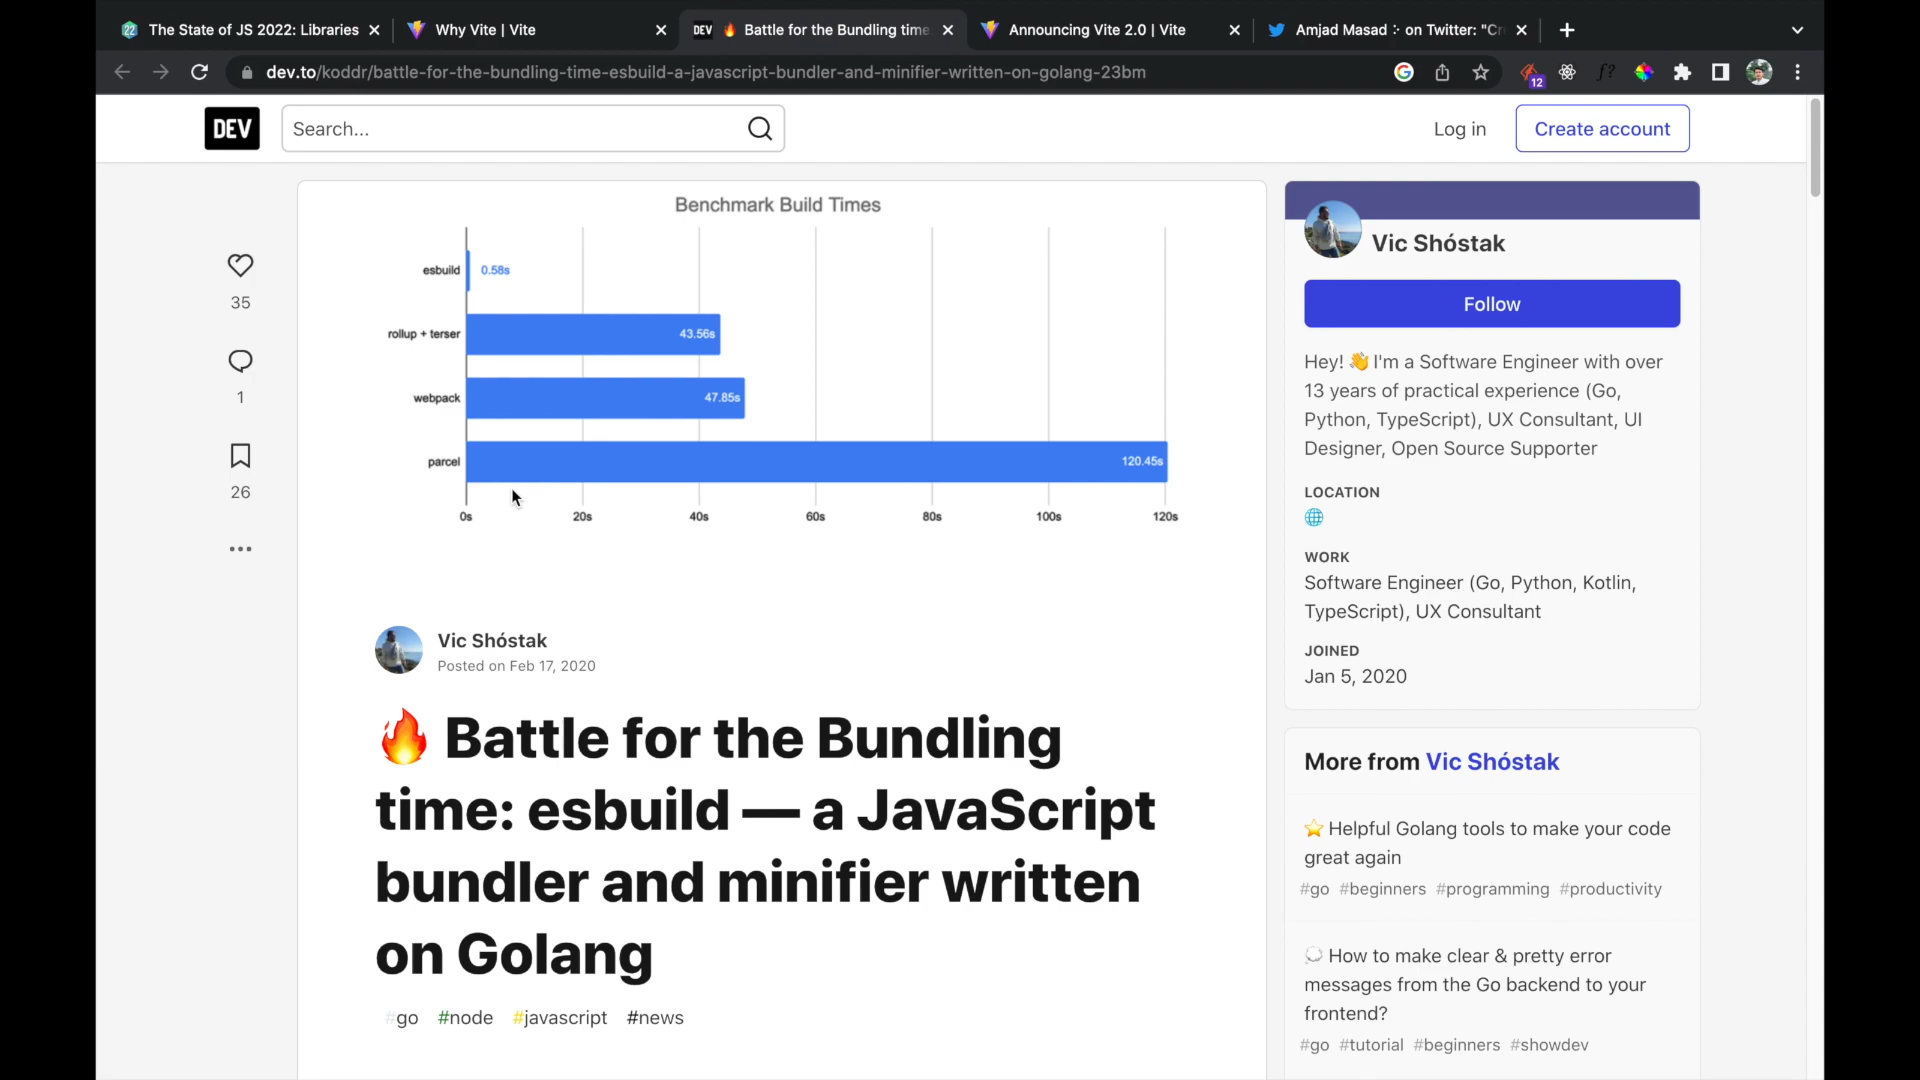 The State of JS 2022: Libraries
Why Vite | Vite
DEV 🔥 Battle for the Bundling time
Announcing Vite 2.0 | Vite
Amjad Masad ⠕ on Twitter: "Cr
dev.to/koddr/battle-for-the-bundling-time-esbuild-a-javascript-bundler-and-minifier-written-on-golang-23bm
12
DEV
Search...
Log in
Create account
35
1
26
Benchmark Build Times
esbuild 0.58s
rollup + terser 43.56s
webpack 47.85s
parcel 120.45s
0s 20s 40s 60s 80s 100s 120s
Vic Shóstak
Posted on Feb 17, 2020
🔥 Battle for the Bundling
time: esbuild — a JavaScript
bundler and minifier written
on Golang
#go #node #javascript #news
Vic Shóstak
Follow
Hey! 👋 I'm a Software Engineer with over
13 years of practical experience (Go,
Python, TypeScript), UX Consultant, UI
Designer, Open Source Supporter
LOCATION
🌐
WORK
Software Engineer (Go, Python, Kotlin,
TypeScript), UX Consultant
JOINED
Jan 5, 2020
More from Vic Shóstak
⭐ Helpful Golang tools to make your code
great again
#go #beginners #programming #productivity
💭 How to make clear & pretty error
messages from the Go backend to your
frontend?
#go #tutorial #beginners #showdev